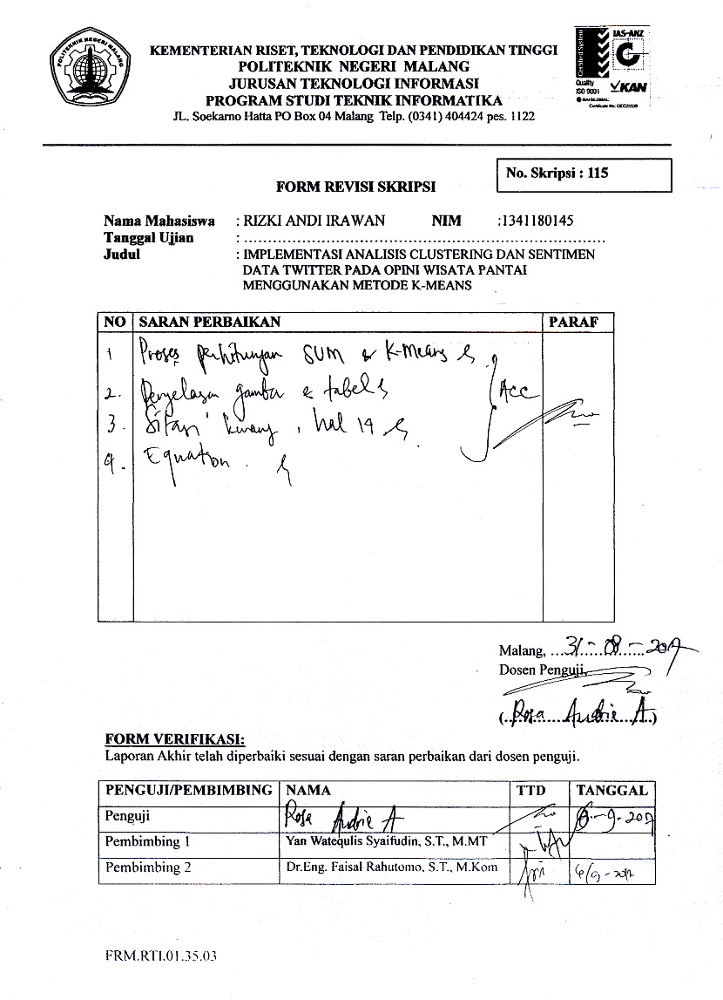 POLITEKNIK NEGERI MALANG
KEMENTERIAN RISET, TEKNOLOGI DAN PENDIDIKAN TINGGI
POLITEKNIK NEGERI MALANG
JURUSAN TEKNOLOGI INFORMASI
PROGRAM STUDI TEKNIK INFORMATIKA
JL. Soekarno Hatta PO Box 04 Malang Telp. (0341) 404424 pes. 1122
Certified System
IAS-ANZ
Quality
ISO 9001
KAN
SAI GLOBAL
No. Skripsi : 115
FORM REVISI SKRIPSI
Nama Mahasiswa : RIZKI ANDI IRAWAN NIM :1341180145
Tanggal Ujian : ...........................................................................
Judul : IMPLEMENTASI ANALISIS CLUSTERING DAN SENTIMEN
DATA TWITTER PADA OPINI WISATA PANTAI
MENGGUNAKAN METODE K-MEANS
NO SARAN PERBAIKAN PARAF
1 Proses perhitungan SUM & K-Means
2. Penjelasan gambar & tabel
3. Sitasi kurang, hal 19
4. Equation.
Acc
Malang, 31-08-2017
Dosen Penguji,
(Rosa Andrie A)
FORM VERIFIKASI:
Laporan Akhir telah diperbaiki sesuai dengan saran perbaikan dari dosen penguji.
PENGUJI/PEMBIMBING NAMA TTD TANGGAL
Penguji Rosa Andrie A 6-9-2017
Pembimbing 1 Yan Watequlis Syaifudin, S.T., M.MT
Pembimbing 2 Dr.Eng. Faisal Rahutomo, S.T., M.Kom 6/9-2017
FRM.RTI.01.35.03